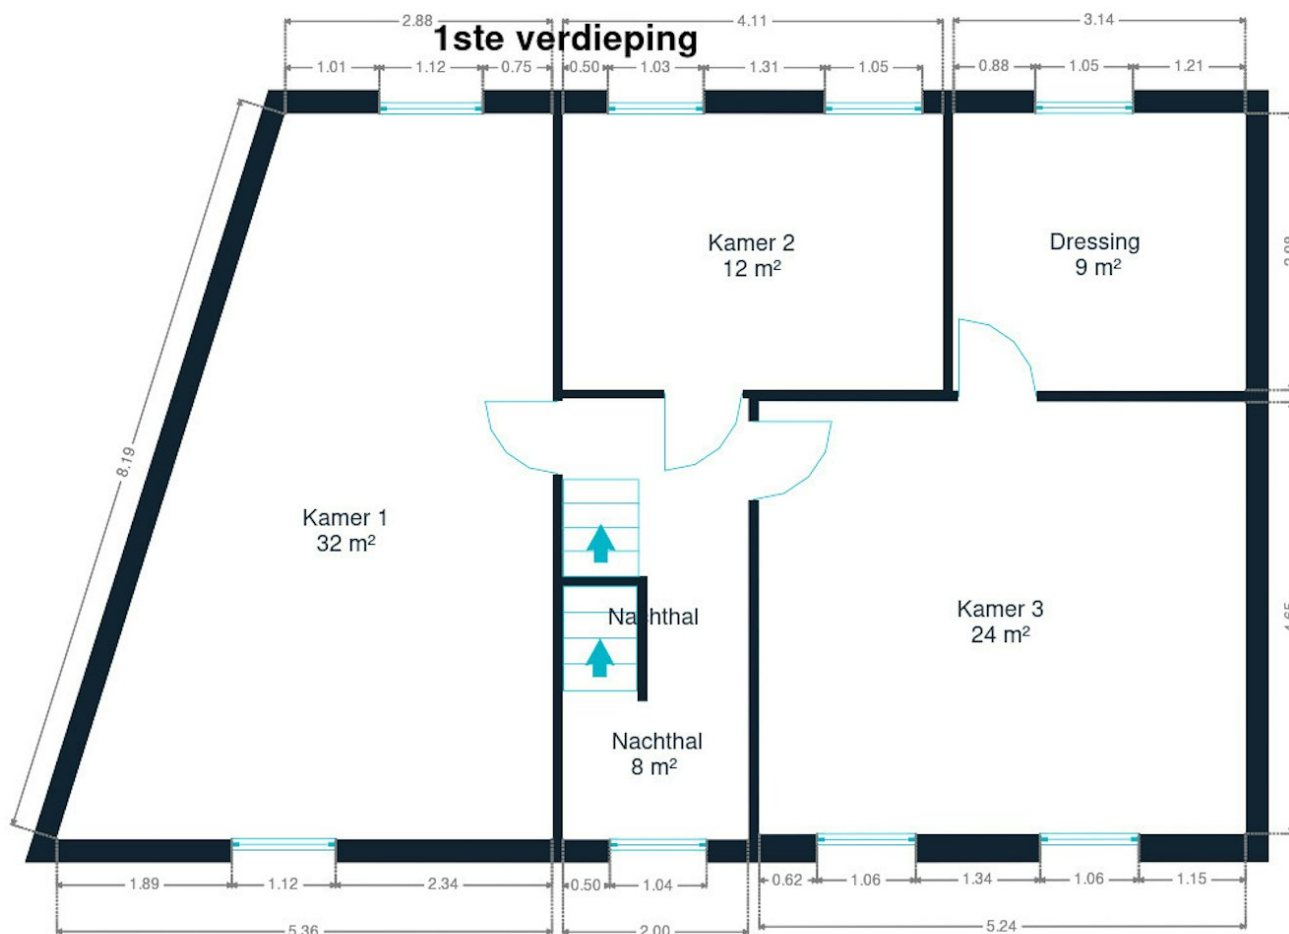 2.88
4.11
3.14
1ste verdieping
1.01
1.12
0.75
0.50
1.03
1.31
1.05
0.88
1.05
1.21
Kamer 2
12 m²
Dressing
9 m²
8.19
Kamer 1
32 m²
Nachthal
Kamer 3
24 m²
Nachthal
8 m²
1.89
1.12
2.34
0.50
1.04
0.62
1.06
1.34
1.06
1.15
5.36
2.00
5.24